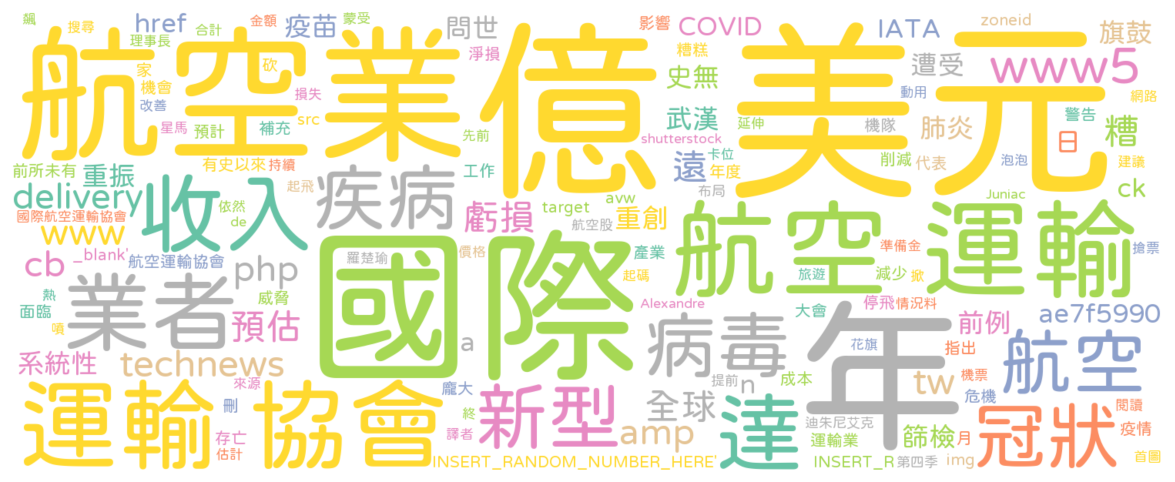 飆 搜尋 href 合計 金額 疫苗 蒙受 問世 影響 COVID IATA zoneid 旗鼓
理事長 淨損 糟糕 遭受 www5
航空業 億 美元
家 砍 史無 動用 網路
機會 損失
改善 星馬 預計 補充 src 先前 武漢 延伸 機隊 肺炎 警告 糟
shutterstock 日
前所未有 重振 有史以來 持續 工作 遠 卡位 削減 代表 泡泡 建議
delivery 收入 起飛 疾病 年度 布局 Juniac ck
國際航空運輸協會 依然 虧損 target avw 重創
www de 航空股 航空運輸 準備金
_blank' 航空運輸協會 羅楚瑜 價格 國際 產業 搶票
cb php 起碼 旅遊 減少 掀
熱 威脅 Alexandre 停飛 情況料
面臨 業者 大會 年 ae7f5990
噴 預估 a 病毒 花旗 前例 指出
系統性 technews 提前 n 成本 tw 機票 航空
來源 龐大 危機
運輸協會 刪 終 新型 全球 達 迪朱尼艾克 冠狀 閱讀
存亡 譯者 amp 運輸業 篩檢 月 疫情
估計 INSERT_RANDOM_NUMBER_HERE' INSERT_R 第四季 img 首圖